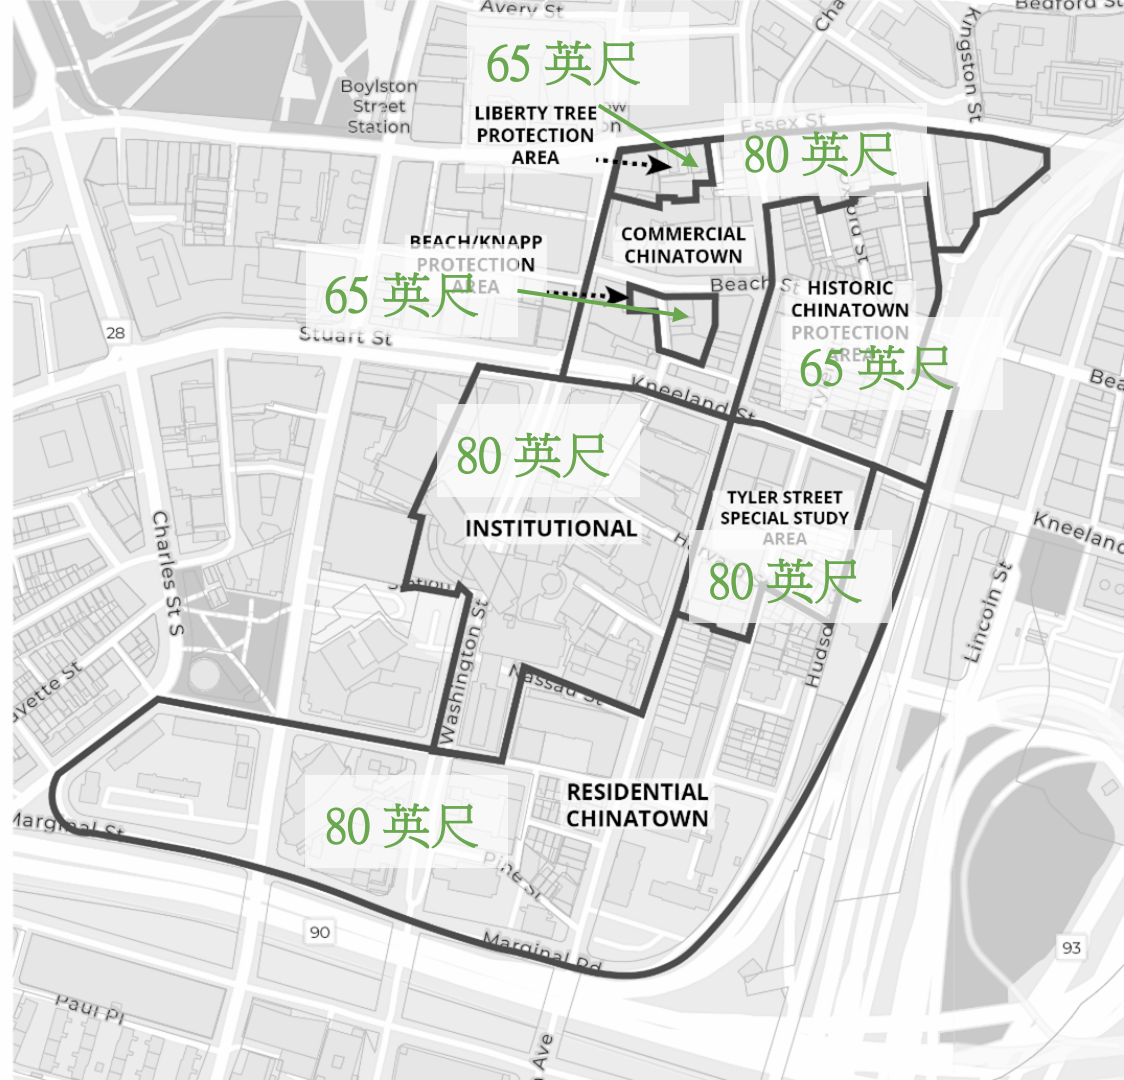 Avery St
Bedford St
Kingston St
65 英尺
Boylston
Street
Station
LIBERTY TREE
PROTECTION
AREA
Essex St
80 英尺
BEACH/KNAPP
PROTECTION
AREA
65 英尺
COMMERCIAL
CHINATOWN
Beach St
HISTORIC
CHINATOWN
PROTECTION
AREA
65 英尺
28
Stuart St
Kneeland St
80 英尺
INSTITUTIONAL
TYLER STREET
SPECIAL STUDY
AREA
80 英尺
Kneeland
Charles St S
Washington St
Nassau St
Hudson
Lincoln St
RESIDENTIAL
CHINATOWN
80 英尺
Marginal St
Pine St
90
Marginal Rd
93
Paul Pl
Ave